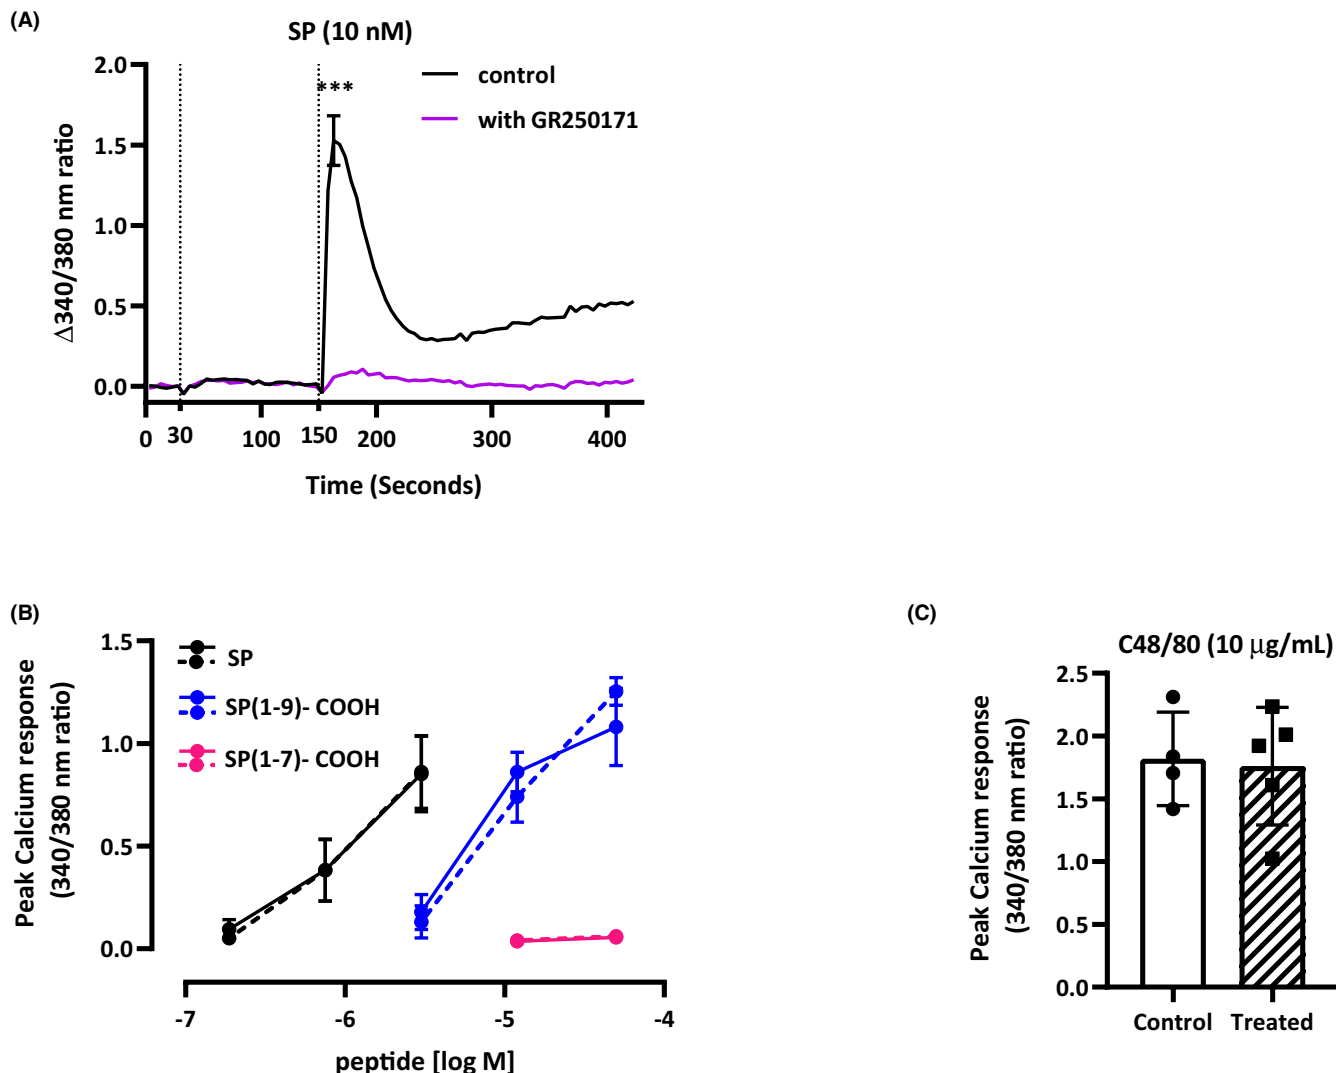 (A)
SP (10 nM)
2.0
1.5
1.0
0.5
0.0
Δ340/380 nm ratio
***
control
with GR250171
0 30 100 150 200 300 400
Time (Seconds)
(B)
1.5
1.0
0.5
0.0
Peak Calcium response
(340/380 nm ratio)
SP
SP(1-9)- COOH
SP(1-7)- COOH
-7 -6 -5 -4
peptide [log M]
(C)
C48/80 (10 μg/mL)
2.5
2.0
1.5
1.0
0.5
0.0
Peak Calcium response
(340/380 nm ratio)
Control Treated